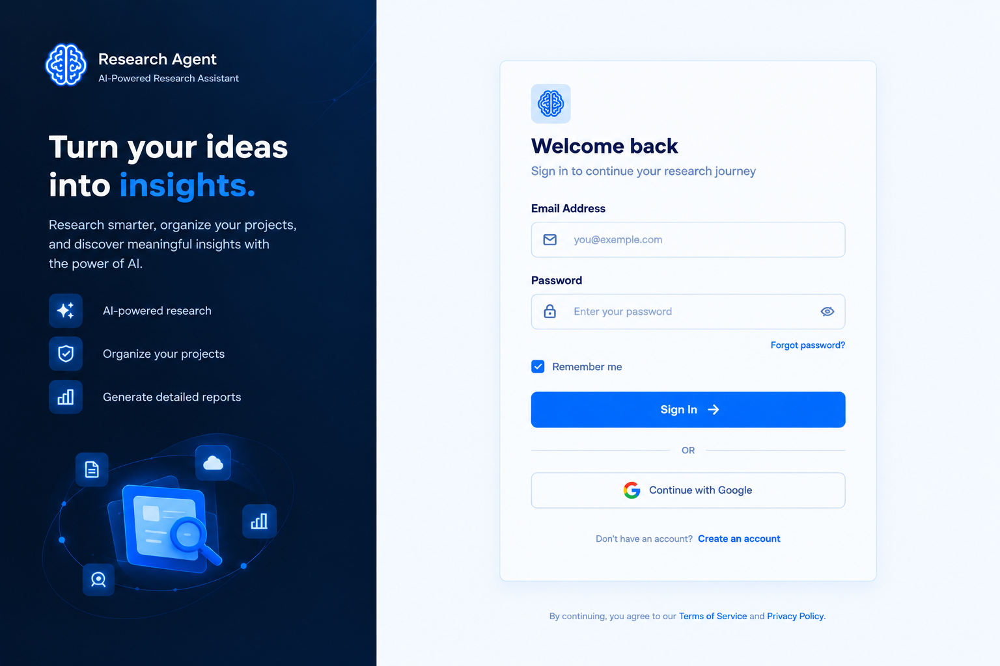 Research Agent
AI-Powered Research Assistant
Turn your ideas
into insights.
Research smarter, organize your projects,
and discover meaningful insights with
the power of AI.
AI-powered research
Organize your projects
Generate detailed reports
Welcome back
Sign in to continue your research journey
Email Address
you@exemple.com
Password
Enter your password
Forgot password?
Remember me
Sign In
OR
Continue with Google
Don't have an account? Create an account
By continuing, you agree to our Terms of Service and Privacy Policy.